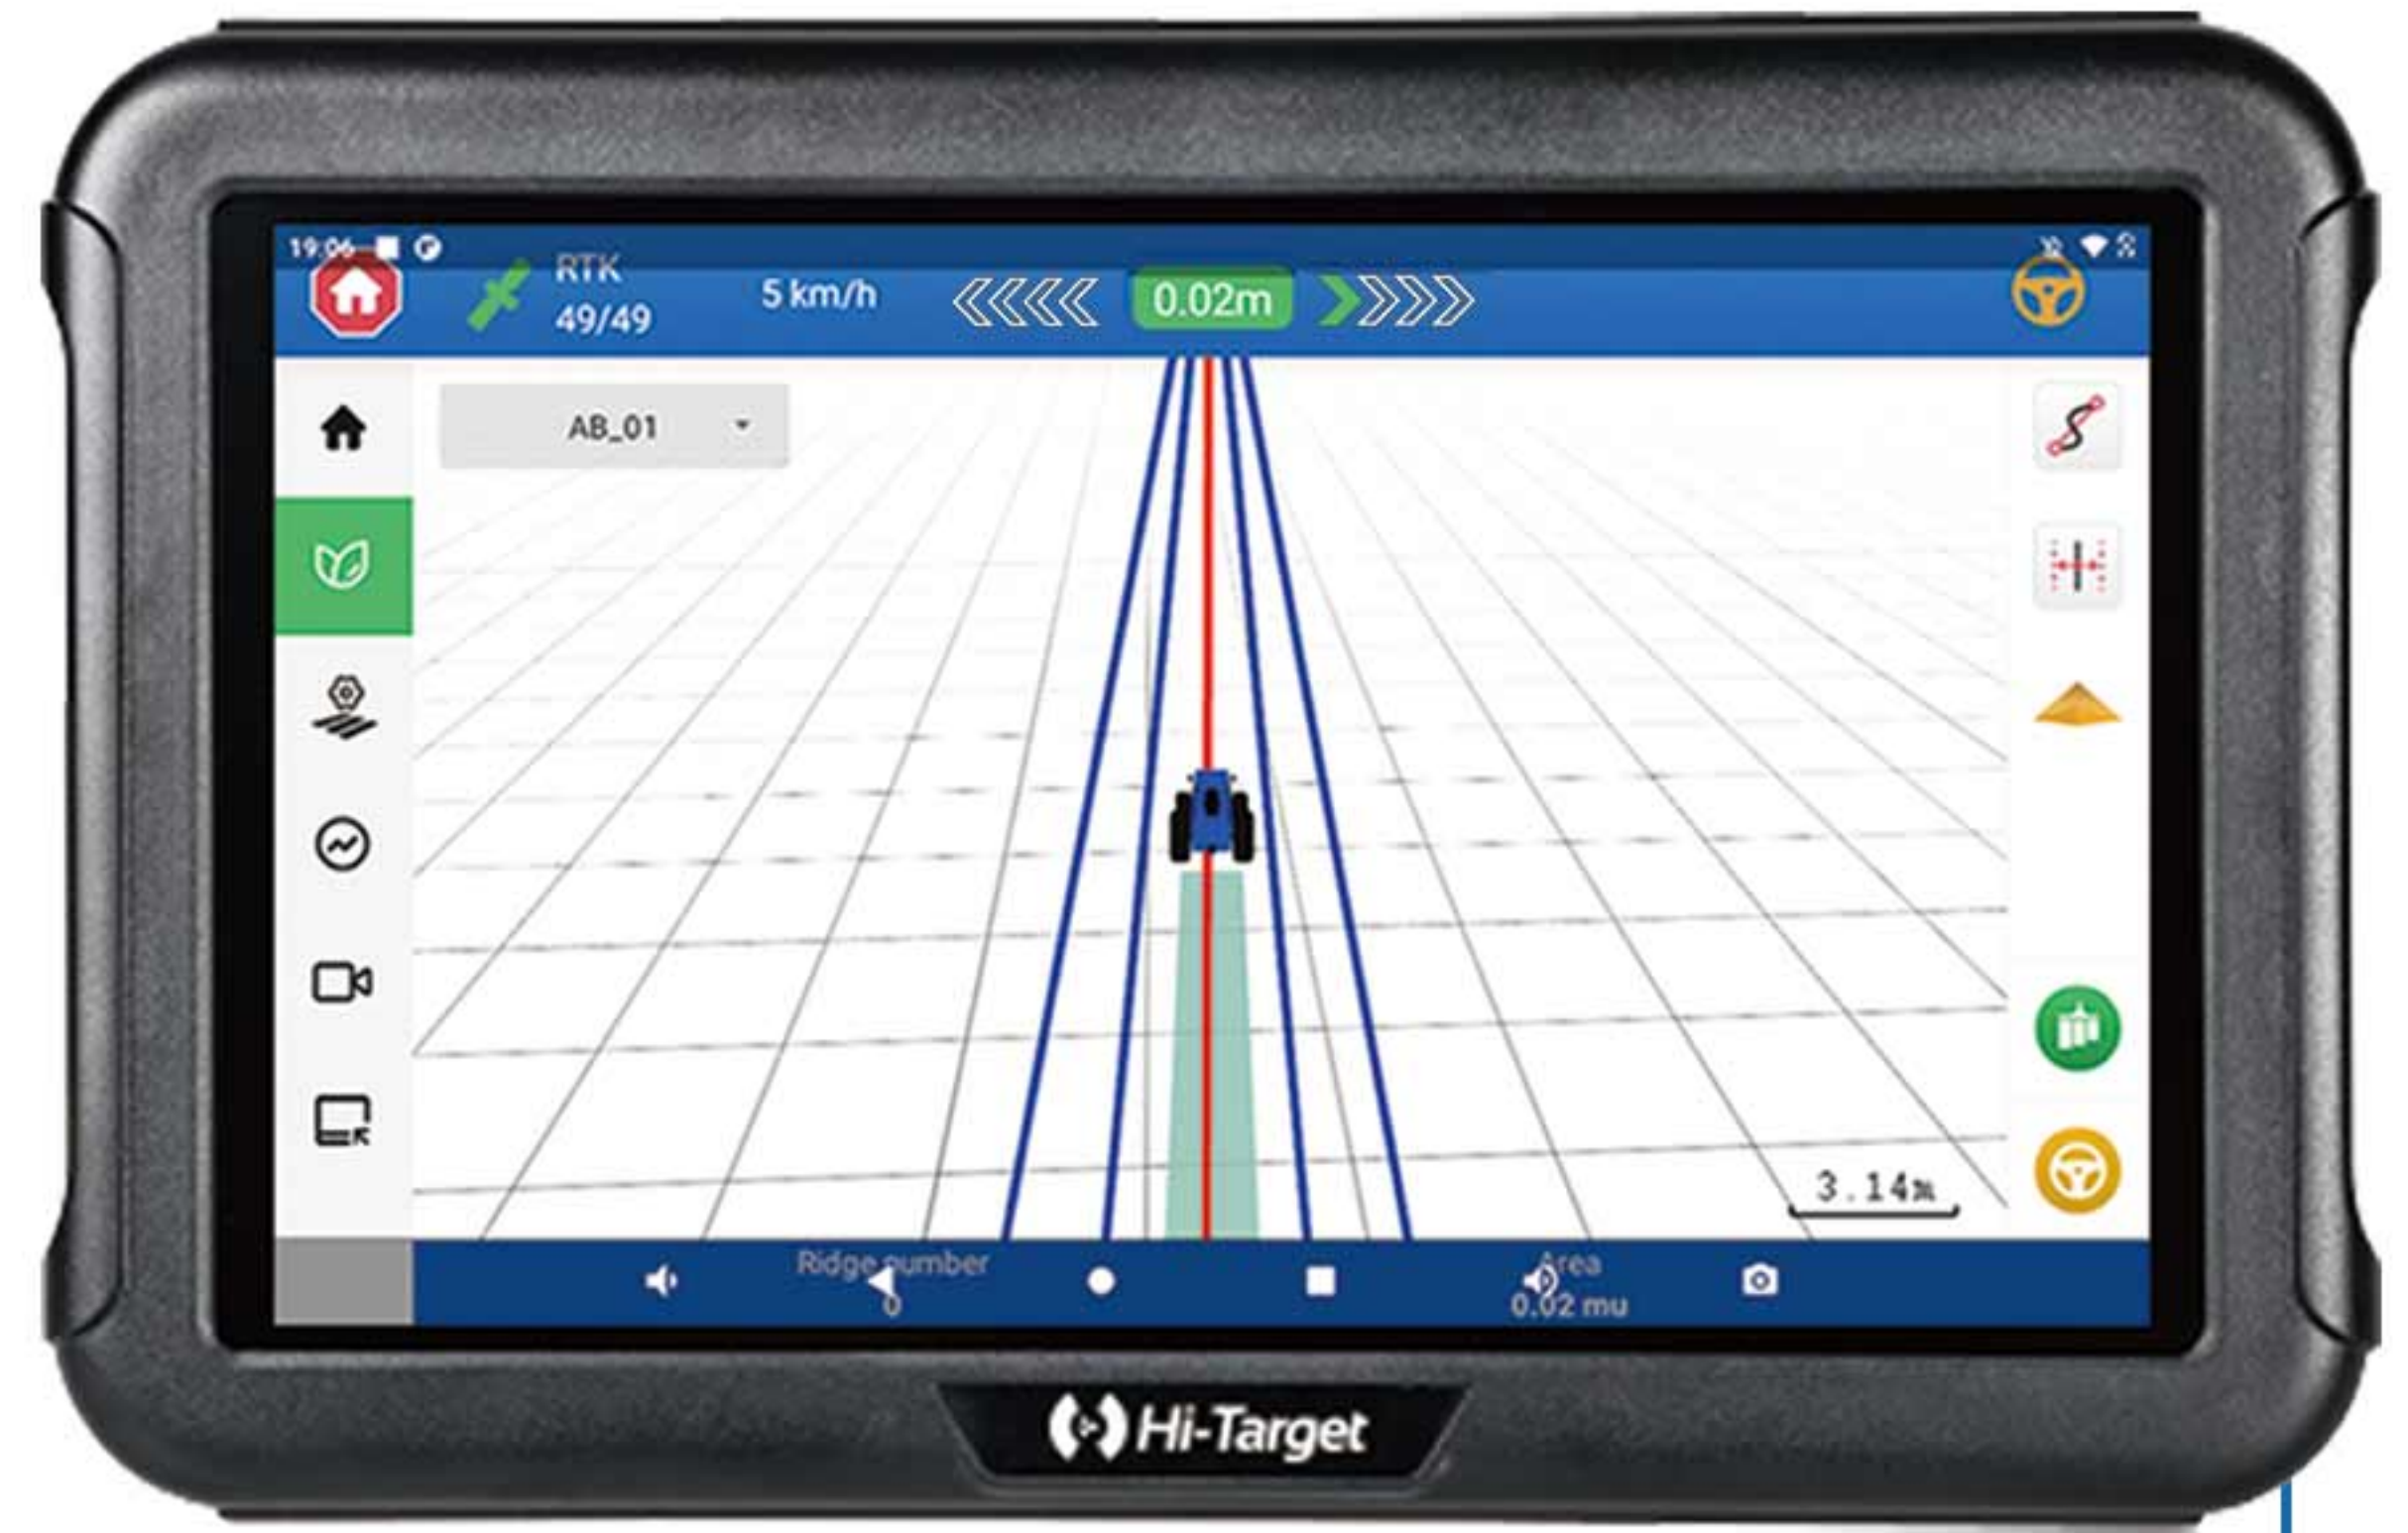 19:06
RTK
49/49
5 km/h
0.02m
AB_01
3.14m
Ridge number
0
Area
0.02 mu
Hi-Target